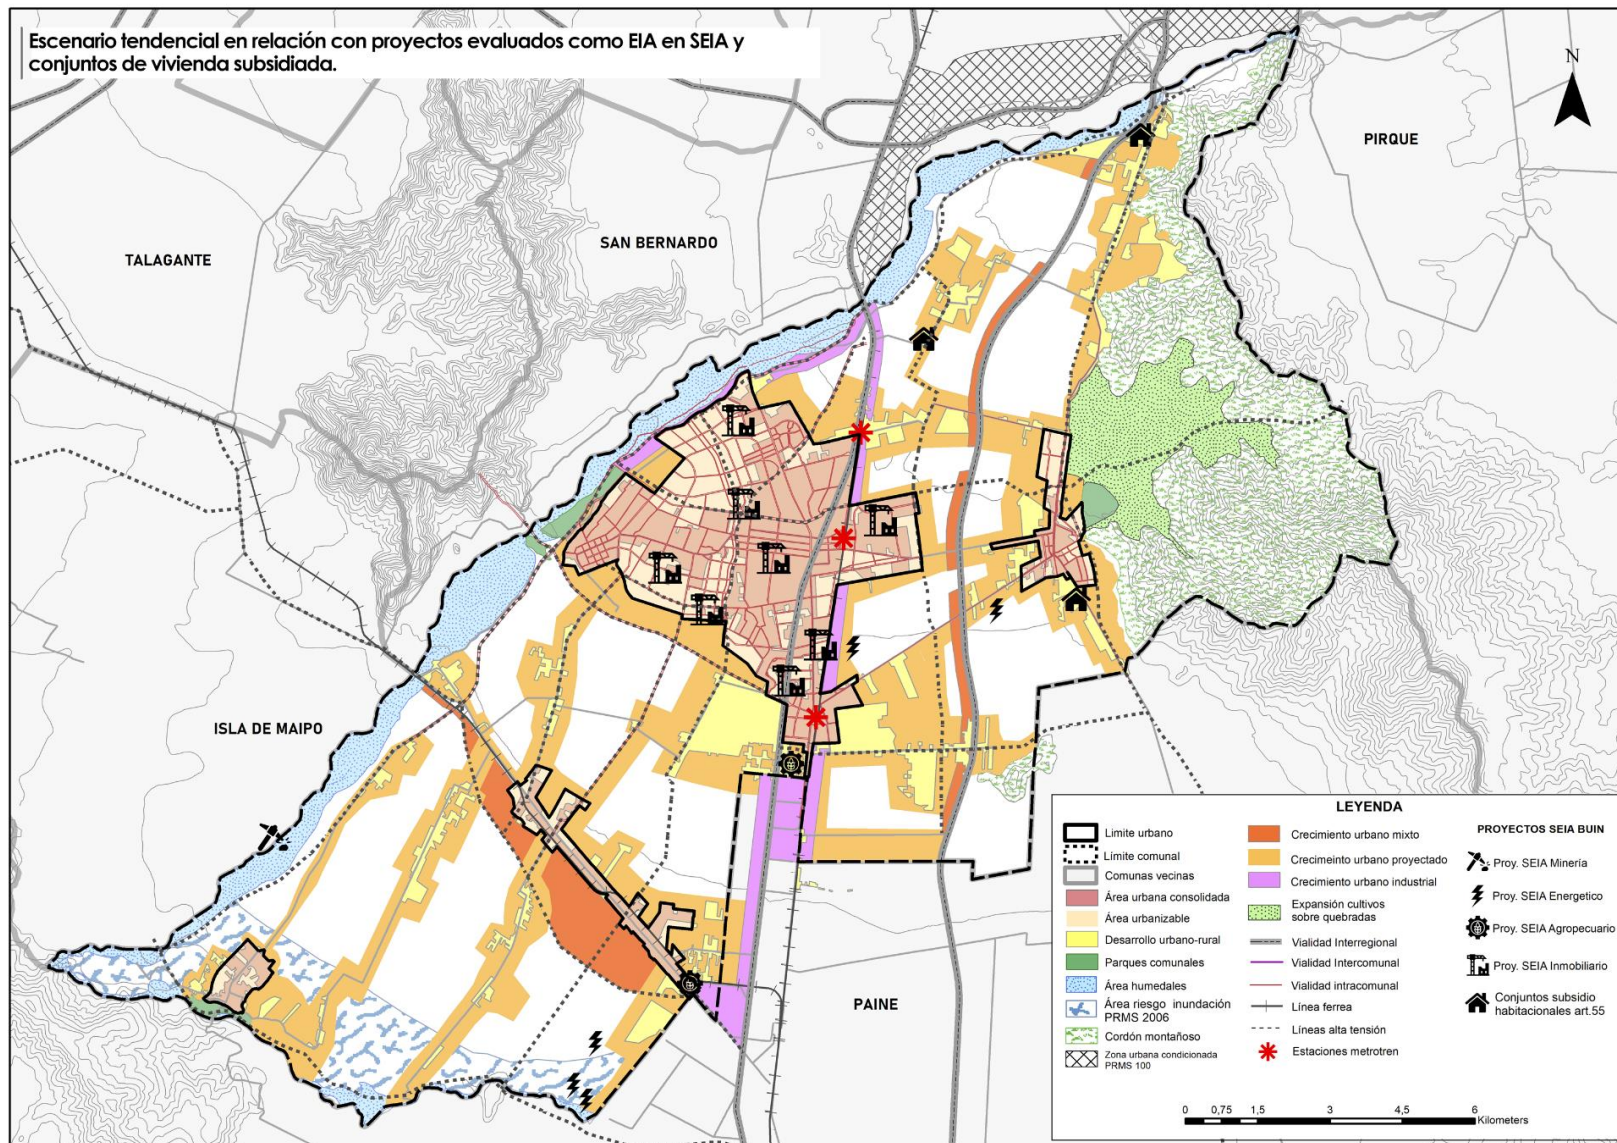 Escenario tendencial en relación con proyectos evaluados como EIA en SEIA y
conjuntos de vivienda subsidiada.
N
PIRQUE
SAN BERNARDO
TALAGANTE
ISLA DE MAIPO
PAINE
LEYENDA
Limite urbano
Límite comunal
Comunas vecinas
Área urbana consolidada
Área urbanizable
Desarrollo urbano-rural
Parques comunales
Área humedales
Área riesgo inundación
PRMS 2006
Cordón montañoso
Zona urbana condicionada
PRMS 100
Crecimiento urbano mixto
Crecimeinto urbano proyectado
Crecimiento urbano industrial
Expansión cultivos
sobre quebradas
Vialidad Interregional
Vialidad Intercomunal
Vialidad intracomunal
Línea ferrea
Líneas alta tensión
Estaciones metrotren
PROYECTOS SEIA BUIN
Proy. SEIA Minería
Proy. SEIA Energetico
Proy. SEIA Agropecuario
Proy. SEIA Inmobiliario
Conjuntos subsidio
habitacionales art.55
0 0,75 1,5 3 4,5 6
Kilometers